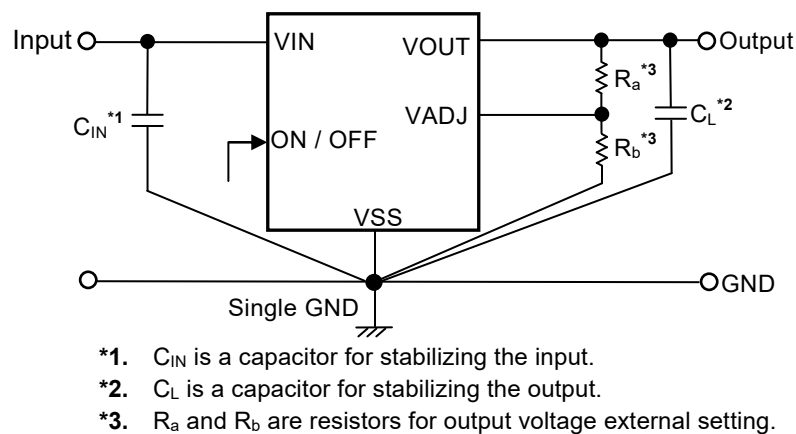 Input
VIN
VOUT
Output
Ra*3
CIN*1
VADJ
CL*2
ON / OFF
Rb*3
VSS
Single GND
GND
*1. CIN is a capacitor for stabilizing the input.
*2. CL is a capacitor for stabilizing the output.
*3. Ra and Rb are resistors for output voltage external setting.